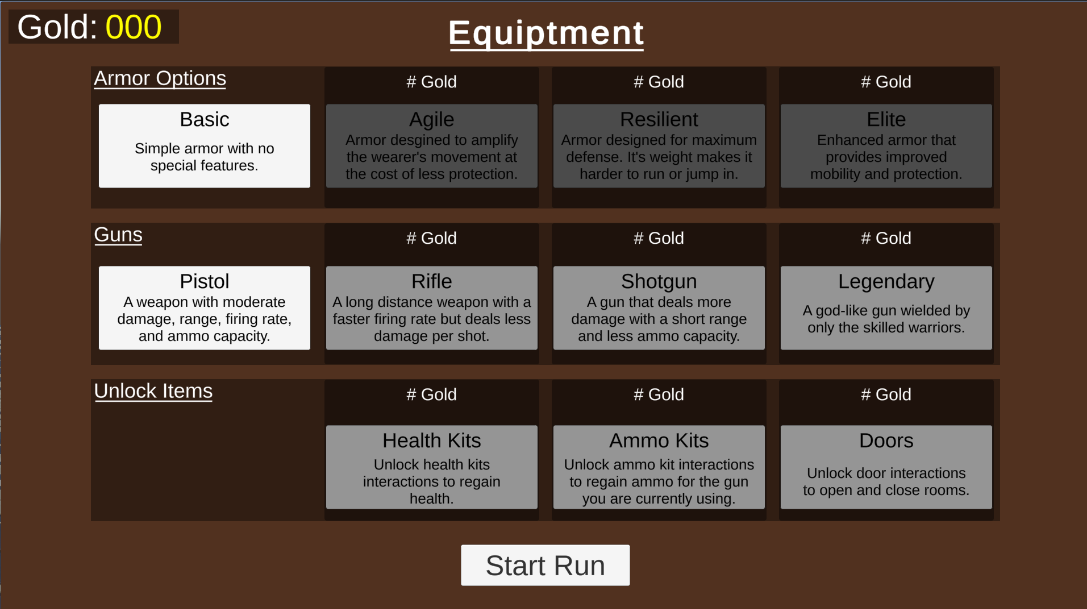 Gold: 000
Equiptment
Armor Options
# Gold
# Gold
# Gold
Basic
Simple armor with no
special features.
Agile
Armor desgined to amplify
the wearer's movement at
the cost of less protection.
Resilient
Armor designed for maximum
defense. It's weight makes it
harder to run or jump in.
Elite
Enhanced armor that
provides improved
mobility and protection.
Guns
# Gold
# Gold
# Gold
Pistol
A weapon with moderate
damage, range, firing rate,
and ammo capacity.
Rifle
A long distance weapon with a
faster firing rate but deals less
damage per shot.
Shotgun
A gun that deals more
damage with a short range
and less ammo capacity.
Legendary
A god-like gun wielded by
only the skilled warriors.
Unlock Items
# Gold
# Gold
# Gold
Health Kits
Unlock health kits
interactions to regain
health.
Ammo Kits
Unlock ammo kit interactions
to regain ammo for the gun
you are currently using.
Doors
Unlock door interactions
to open and close rooms.
Start Run